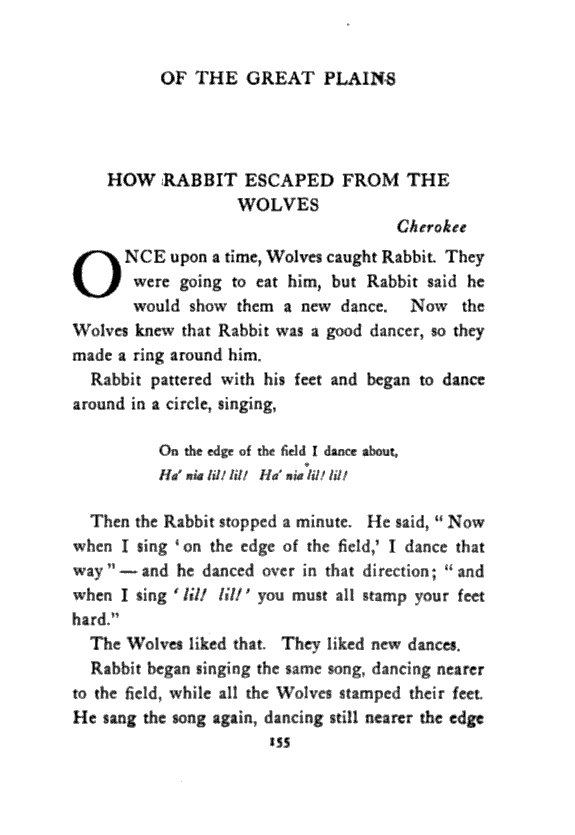 OF THE GREAT PLAINS
HOW RABBIT ESCAPED FROM THE
WOLVES
Cherokee
ONCE upon a time, Wolves caught Rabbit. They
were going to eat him, but Rabbit said he
would show them a new dance. Now the
Wolves knew that Rabbit was a good dancer, so they
made a ring around him.
Rabbit pattered with his feet and began to dance
around in a circle, singing,
On the edge of the field I dance about,
Ha' nia lil! lil! Ha' nia lil! lil!
Then the Rabbit stopped a minute. He said, “ Now
when I sing ‘ on the edge of the field,’ I dance that
way ” — and he danced over in that direction; “ and
when I sing ‘ lil! lil! ’ you must all stamp your feet
hard.”
The Wolves liked that. They liked new dances.
Rabbit began singing the same song, dancing nearer
to the field, while all the Wolves stamped their feet.
He sang the song again, dancing still nearer the edge
155